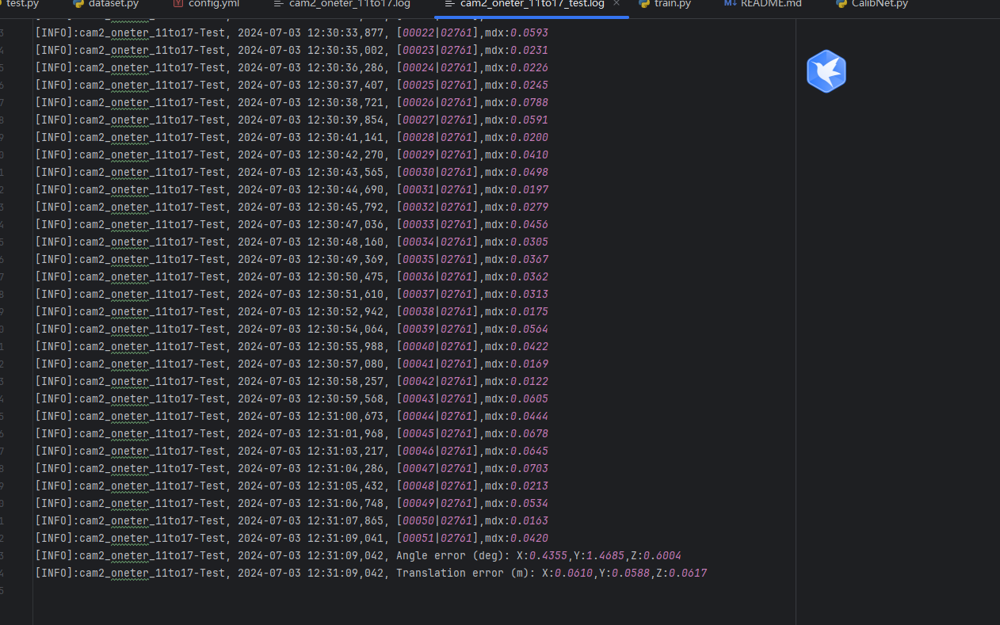 test.py dataset.py config.yml cam2_oneter_11to17.log cam2_oneter_11to17_test.log train.py README.md CalibNet.py
[INFO]:cam2_oneter_11to17-Test, 2024-07-03 12:30:33,877, [00022|02761],mdx:0.0593
[INFO]:cam2_oneter_11to17-Test, 2024-07-03 12:30:35,002, [00023|02761],mdx:0.0231
[INFO]:cam2_oneter_11to17-Test, 2024-07-03 12:30:36,286, [00024|02761],mdx:0.0226
[INFO]:cam2_oneter_11to17-Test, 2024-07-03 12:30:37,407, [00025|02761],mdx:0.0245
[INFO]:cam2_oneter_11to17-Test, 2024-07-03 12:30:38,721, [00026|02761],mdx:0.0788
[INFO]:cam2_oneter_11to17-Test, 2024-07-03 12:30:39,854, [00027|02761],mdx:0.0591
[INFO]:cam2_oneter_11to17-Test, 2024-07-03 12:30:41,141, [00028|02761],mdx:0.0200
[INFO]:cam2_oneter_11to17-Test, 2024-07-03 12:30:42,270, [00029|02761],mdx:0.0410
[INFO]:cam2_oneter_11to17-Test, 2024-07-03 12:30:43,565, [00030|02761],mdx:0.0498
[INFO]:cam2_oneter_11to17-Test, 2024-07-03 12:30:44,690, [00031|02761],mdx:0.0197
[INFO]:cam2_oneter_11to17-Test, 2024-07-03 12:30:45,792, [00032|02761],mdx:0.0279
[INFO]:cam2_oneter_11to17-Test, 2024-07-03 12:30:47,036, [00033|02761],mdx:0.0456
[INFO]:cam2_oneter_11to17-Test, 2024-07-03 12:30:48,160, [00034|02761],mdx:0.0305
[INFO]:cam2_oneter_11to17-Test, 2024-07-03 12:30:49,369, [00035|02761],mdx:0.0367
[INFO]:cam2_oneter_11to17-Test, 2024-07-03 12:30:50,475, [00036|02761],mdx:0.0362
[INFO]:cam2_oneter_11to17-Test, 2024-07-03 12:30:51,610, [00037|02761],mdx:0.0313
[INFO]:cam2_oneter_11to17-Test, 2024-07-03 12:30:52,942, [00038|02761],mdx:0.0175
[INFO]:cam2_oneter_11to17-Test, 2024-07-03 12:30:54,064, [00039|02761],mdx:0.0564
[INFO]:cam2_oneter_11to17-Test, 2024-07-03 12:30:55,988, [00040|02761],mdx:0.0422
[INFO]:cam2_oneter_11to17-Test, 2024-07-03 12:30:57,080, [00041|02761],mdx:0.0169
[INFO]:cam2_oneter_11to17-Test, 2024-07-03 12:30:58,257, [00042|02761],mdx:0.0122
[INFO]:cam2_oneter_11to17-Test, 2024-07-03 12:30:59,568, [00043|02761],mdx:0.0605
[INFO]:cam2_oneter_11to17-Test, 2024-07-03 12:31:00,673, [00044|02761],mdx:0.0444
[INFO]:cam2_oneter_11to17-Test, 2024-07-03 12:31:01,968, [00045|02761],mdx:0.0678
[INFO]:cam2_oneter_11to17-Test, 2024-07-03 12:31:03,217, [00046|02761],mdx:0.0645
[INFO]:cam2_oneter_11to17-Test, 2024-07-03 12:31:04,286, [00047|02761],mdx:0.0703
[INFO]:cam2_oneter_11to17-Test, 2024-07-03 12:31:05,432, [00048|02761],mdx:0.0213
[INFO]:cam2_oneter_11to17-Test, 2024-07-03 12:31:06,748, [00049|02761],mdx:0.0534
[INFO]:cam2_oneter_11to17-Test, 2024-07-03 12:31:07,865, [00050|02761],mdx:0.0163
[INFO]:cam2_oneter_11to17-Test, 2024-07-03 12:31:09,041, [00051|02761],mdx:0.0420
[INFO]:cam2_oneter_11to17-Test, 2024-07-03 12:31:09,042, Angle error (deg): X:0.4355,Y:1.4685,Z:0.6004
[INFO]:cam2_oneter_11to17-Test, 2024-07-03 12:31:09,042, Translation error (m): X:0.0610,Y:0.0588,Z:0.0617